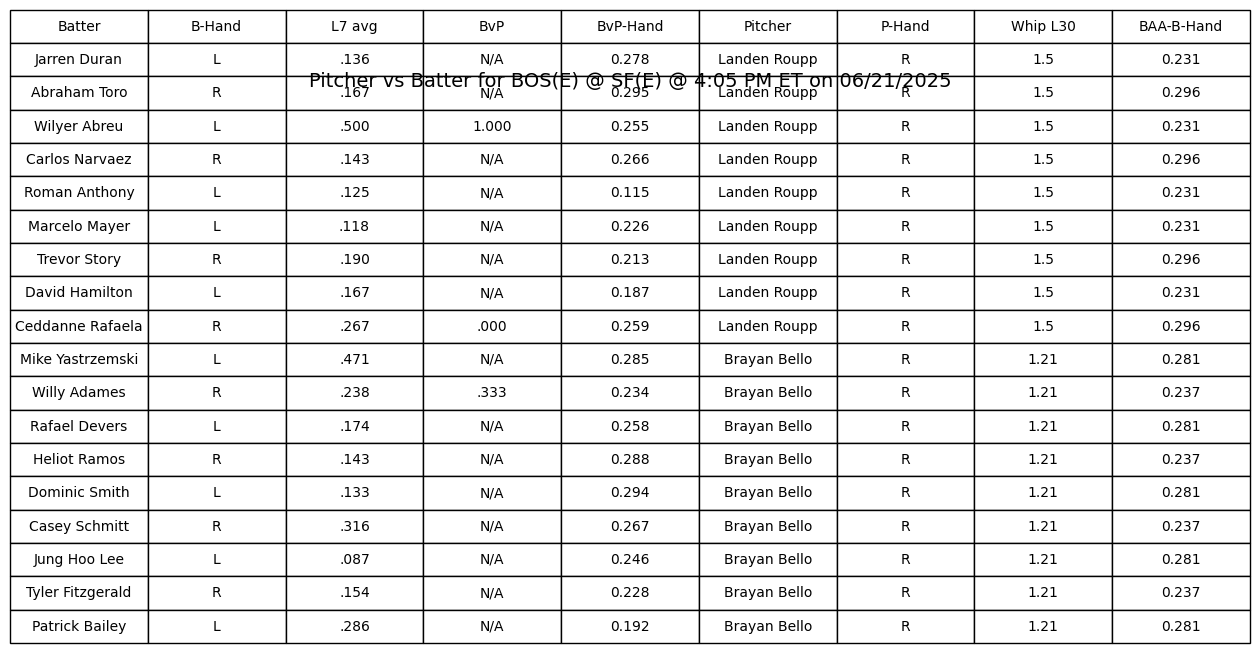 Batter B-Hand L7 avg BvP BvP-Hand Pitcher P-Hand Whip L30 BAA-B-Hand
Jarren Duran L .136 N/A 0.278 Landen Roupp R 1.5 0.231
Pitcher vs Batter for BOS(E) @ SF(E) @ 4:05 PM ET on 06/21/2025
Abraham Toro R .167 N/A 0.295 Landen Roupp R 1.5 0.296
Wilyer Abreu L .500 1.000 0.255 Landen Roupp R 1.5 0.231
Carlos Narvaez R .143 N/A 0.266 Landen Roupp R 1.5 0.296
Roman Anthony L .125 N/A 0.115 Landen Roupp R 1.5 0.231
Marcelo Mayer L .118 N/A 0.226 Landen Roupp R 1.5 0.231
Trevor Story R .190 N/A 0.213 Landen Roupp R 1.5 0.296
David Hamilton L .167 N/A 0.187 Landen Roupp R 1.5 0.231
Ceddanne Rafaela R .267 .000 0.259 Landen Roupp R 1.5 0.296
Mike Yastrzemski L .471 N/A 0.285 Brayan Bello R 1.21 0.281
Willy Adames R .238 .333 0.234 Brayan Bello R 1.21 0.237
Rafael Devers L .174 N/A 0.258 Brayan Bello R 1.21 0.281
Heliot Ramos R .143 N/A 0.288 Brayan Bello R 1.21 0.237
Dominic Smith L .133 N/A 0.294 Brayan Bello R 1.21 0.281
Casey Schmitt R .316 N/A 0.267 Brayan Bello R 1.21 0.237
Jung Hoo Lee L .087 N/A 0.246 Brayan Bello R 1.21 0.281
Tyler Fitzgerald R .154 N/A 0.228 Brayan Bello R 1.21 0.237
Patrick Bailey L .286 N/A 0.192 Brayan Bello R 1.21 0.281